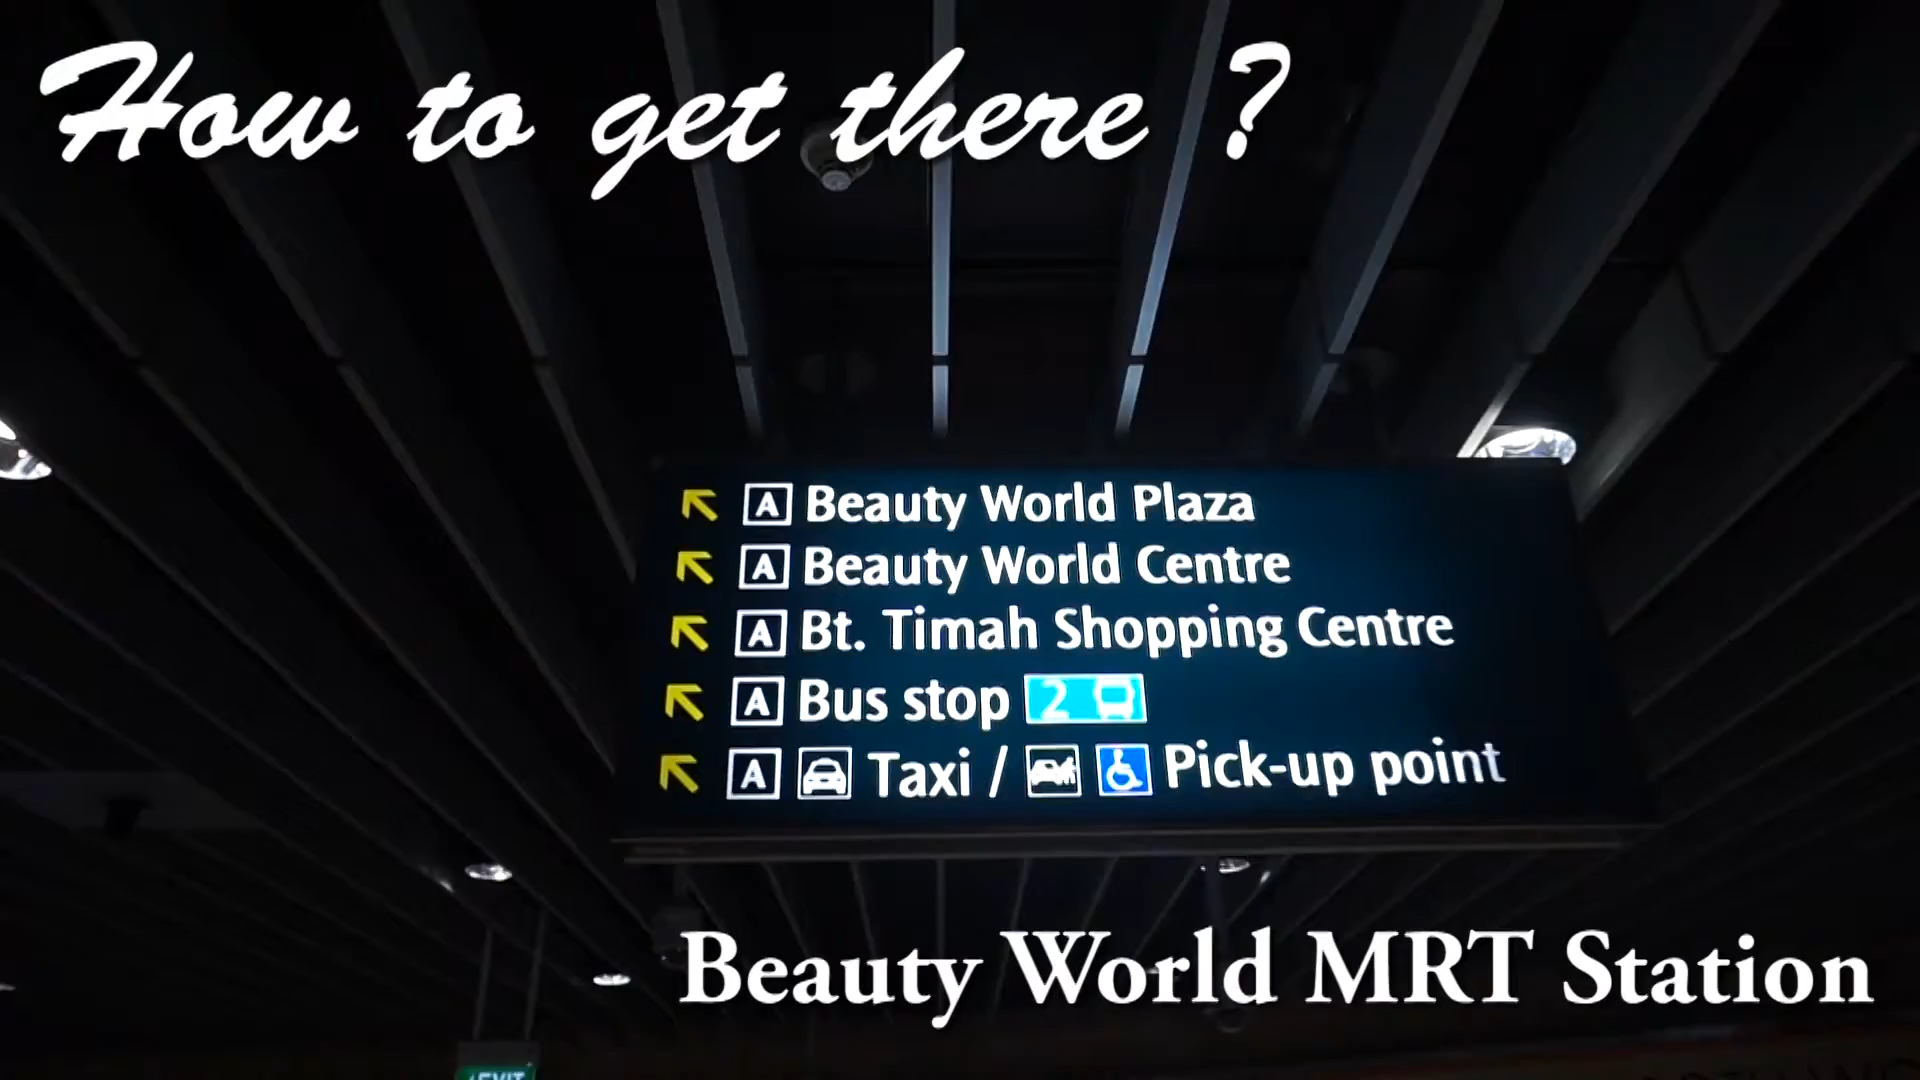 How to get there ?
A Beauty World Plaza
A Beauty World Centre
A Bt. Timah Shopping Centre
A Bus stop 2
A Taxi / Pick-up point
Beauty World MRT Station
EXIT